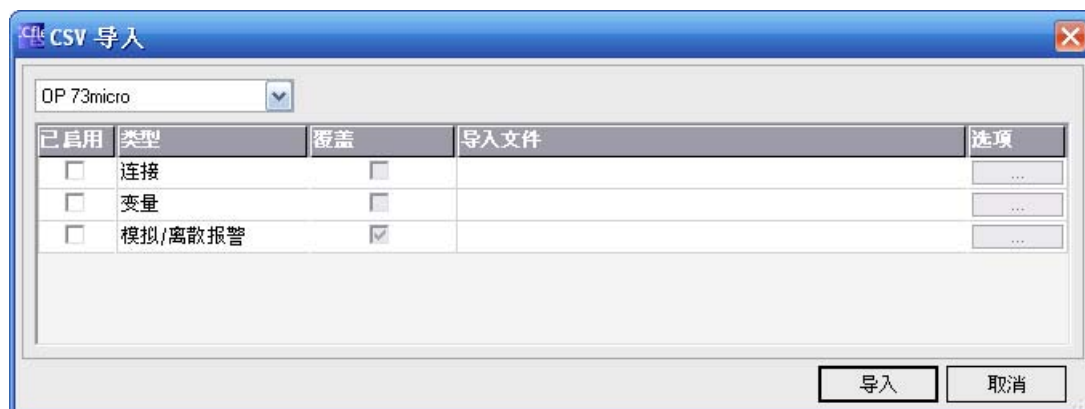 CSV 导入
OP 73micro
已启用 类型 覆盖 导入文件 选项
连接 ...
变量 ...
模拟/离散报警 ...
导入 取消